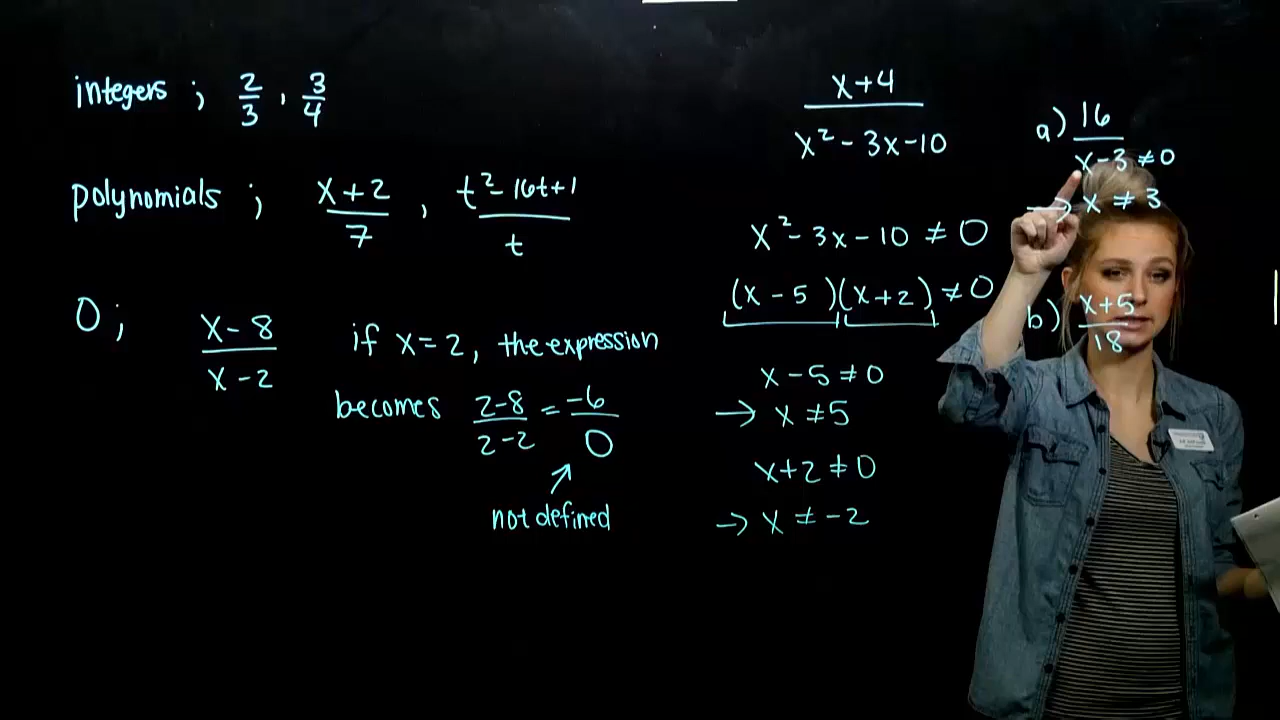 integers ; 2/3 , 3/4
polynomials ; x+2/7 , t²-16t+1/t
0 ; x-8/x-2 if x=2, the expression
becomes 2-8/2-2 = -6/0
not defined
x+4/x²-3x-10
x²-3x-10 ≠ 0
(x-5)(x+2) ≠ 0
x-5 ≠ 0
→ x ≠ 5
x+2 ≠ 0
→ x ≠ -2
a) 16/x-3 ≠ 0
→ x ≠ 3
b) x+5/18